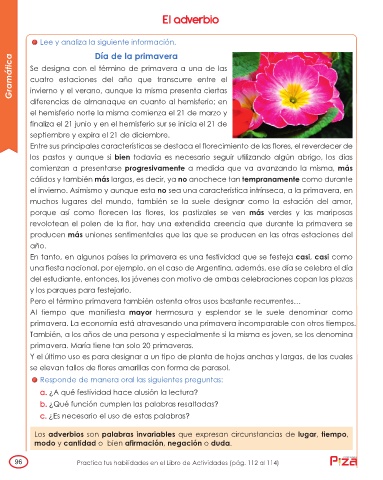 El adverbio
Lee y analiza la siguiente información.
Gramática
Día de la primavera
Se designa con el término de primavera a una de las
cuatro estaciones del año que transcurre entre el
invierno y el verano, aunque la misma presenta ciertas
diferencias de almanaque en cuanto al hemisferio; en
el hemisferio norte la misma comienza el 21 de marzo y
finaliza el 21 junio y en el hemisferio sur se inicia el 21 de
septiembre y expira el 21 de diciembre.
Entre sus principales características se destaca el florecimiento de las flores, el reverdecer de
los pastos y aunque si bien todavía es necesario seguir utilizando algún abrigo, los días
comienzan a presentarse progresivamente a medida que va avanzando la misma, más
cálidos y también más largos, es decir, ya no anochece tan tempranamente como durante
el invierno. Asimismo y aunque esta no sea una característica intrínseca, a la primavera, en
muchos lugares del mundo, también se la suele designar como la estación del amor,
porque así como florecen las flores, los pastizales se ven más verdes y las mariposas
revolotean el polen de la flor, hay una extendida creencia que durante la primavera se
producen más uniones sentimentales que las que se producen en las otras estaciones del
año.
En tanto, en algunos países la primavera es una festividad que se festeja casi, casi como
una fiesta nacional, por ejemplo, en el caso de Argentina, además, ese día se celebra el día
del estudiante, entonces, los jóvenes con motivo de ambas celebraciones copan las plazas
y los parques para festejarlo.
Pero el término primavera también ostenta otros usos bastante recurrentes...
Al tiempo que manifiesta mayor hermosura y esplendor se le suele denominar como
primavera. La economía está atravesando una primavera incomparable con otros tiempos.
También, a los años de una persona y especialmente si la misma es joven, se los denomina
primavera. María tiene tan solo 20 primaveras.
Y el último uso es para designar a un tipo de planta de hojas anchas y largas, de las cuales
se elevan tallos de flores amarillas con forma de parasol.
Responde de manera oral las siguientes preguntas:
a. ¿A qué festividad hace alusión la lectura?
b. ¿Qué función cumplen las palabras resaltadas?
c. ¿Es necesario el uso de estas palabras?
Los adverbios son palabras invariables que expresan circunstancias de lugar, tiempo,
modo y cantidad o bien afirmación, negación o duda.
96
Practica tus habilidades en el Libro de Actividades (pág. 112 al 114)